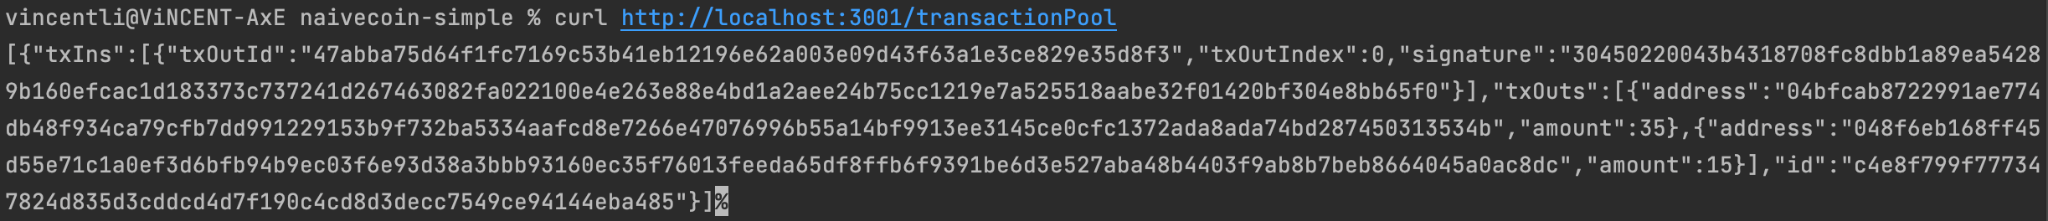 vincentli@ViNCENT-AxE naivecoin-simple % curl http://localhost:3001/transactionPool
[{"txIns":[{"txOutId":"47abba75d64f1fc7169c53b41eb12196e62a003e09d43f63a1e3ce829e35d8f3","txOutIndex":0,"signature":"30450220043b4318708fc8dbb1a89ea5428
9b160efcac1d183373c737241d267463082fa022100e4e263e88e4bd1a2aee24b75cc1219e7a525518aabe32f01420bf304e8bb65f0"}],"txOuts":[{"address":"04bfcab8722991ae774
db48f934ca79cfb7dd991229153b9f732ba5334aafcd8e7266e47076996b55a14bf9913ee3145ce0cfc1372ada8ada74bd287450313534b","amount":35},{"address":"048f6eb168ff45
d55e71c1a0ef3d6bfb94b9ec03f6e93d38a3bbb93160ec35f76013feeda65df8ffb6f9391be6d3e527aba48b4403f9ab8b7beb8664045a0ac8dc","amount":15}],"id":"c4e8f799f77734
7824d835d3cddcd4d7f190c4cd8d3decc7549ce94144eba485"}]%